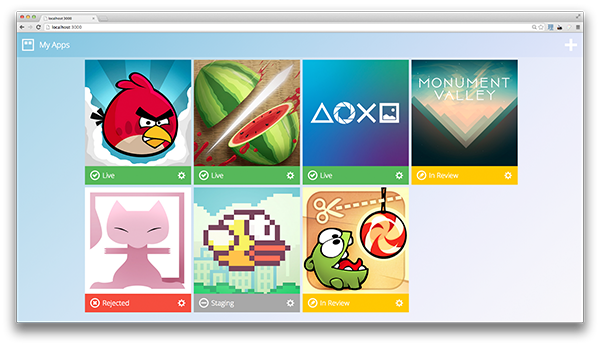 localhost:3000
localhost:3000
My Apps
MONUMENT
VALLEY
Live
Live
Live
In Review
Rejected
Staging
In Review